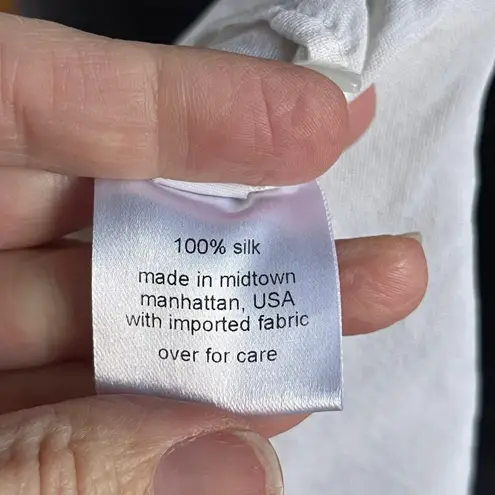 100% silk
made in midtown
manhattan, USA
with imported fabric
over for care